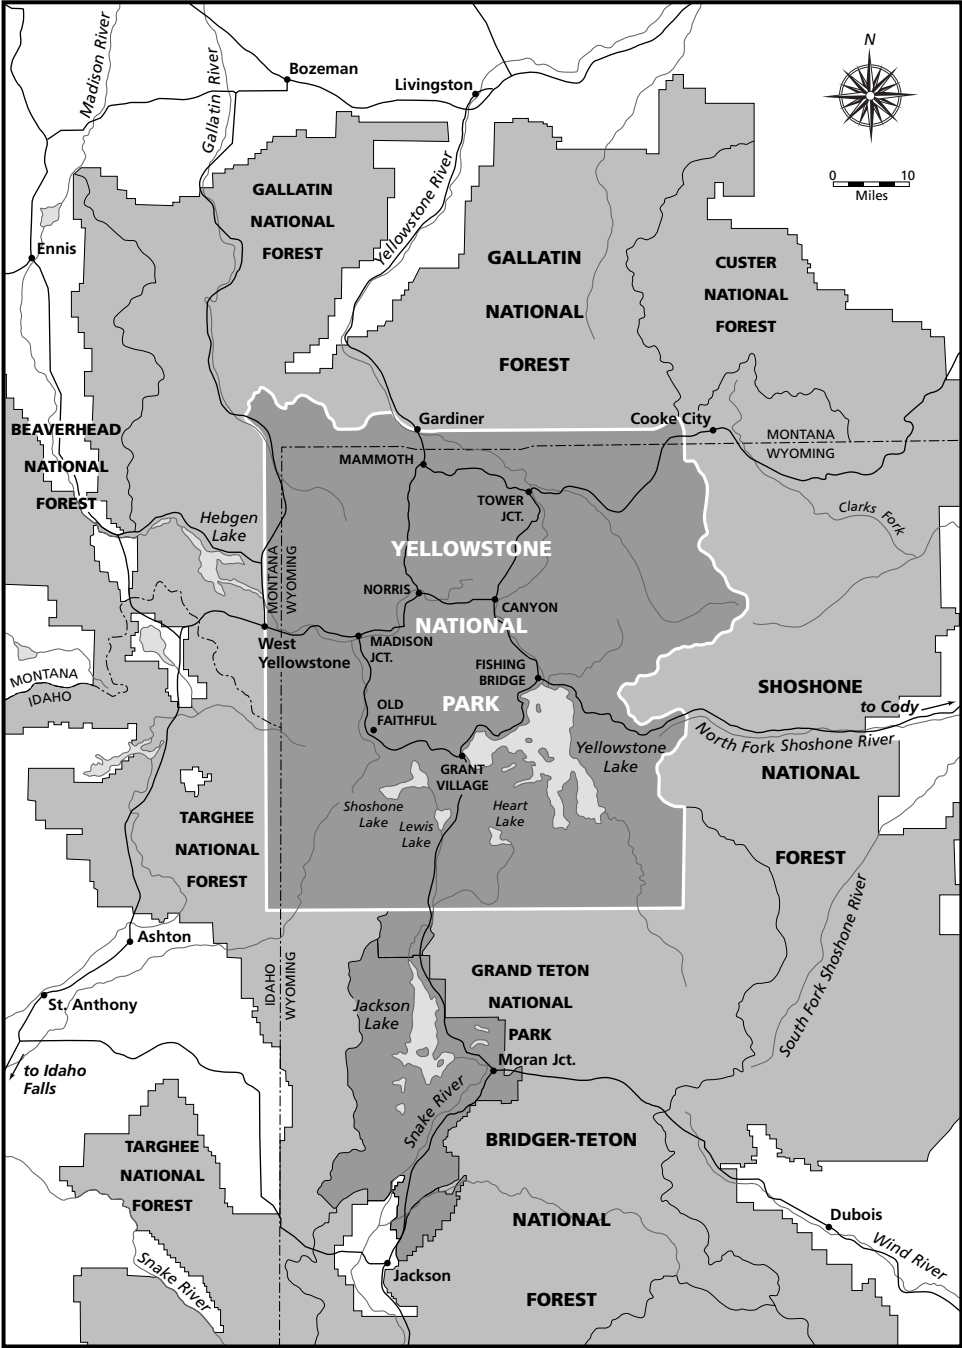 Madison River
Gallatin River
Bozeman
Livingston
N
0 10
Miles
Yellowstone River
GALLATIN
NATIONAL
FOREST
Ennis
GALLATIN
NATIONAL
FOREST
CUSTER
NATIONAL
FOREST
Gardiner
Cooke City
BEAVERHEAD
NATIONAL
FOREST
MONTANA
WYOMING
MAMMOTH
TOWER
JCT.
Clarks Fork
Hebgen
Lake
YELLOWSTONE
NATIONAL
PARK
MONTANA
WYOMING
NORRIS
CANYON
West
Yellowstone
MADISON
JCT.
FISHING
BRIDGE
MONTANA
IDAHO
SHOSHONE
NATIONAL
FOREST
to Cody
OLD
FAITHFUL
North Fork Shoshone River
Yellowstone
Lake
GRANT
VILLAGE
Shoshone
Lake
Lewis
Lake
Heart
Lake
TARGHEE
NATIONAL
FOREST
South Fork Shoshone River
Ashton
IDAHO
WYOMING
GRAND TETON
NATIONAL
PARK
St. Anthony
Jackson
Lake
Moran Jct.
to Idaho
Falls
Snake River
TARGHEE
NATIONAL
FOREST
BRIDGER-TETON
NATIONAL
FOREST
Dubois
Wind River
Snake River
Jackson